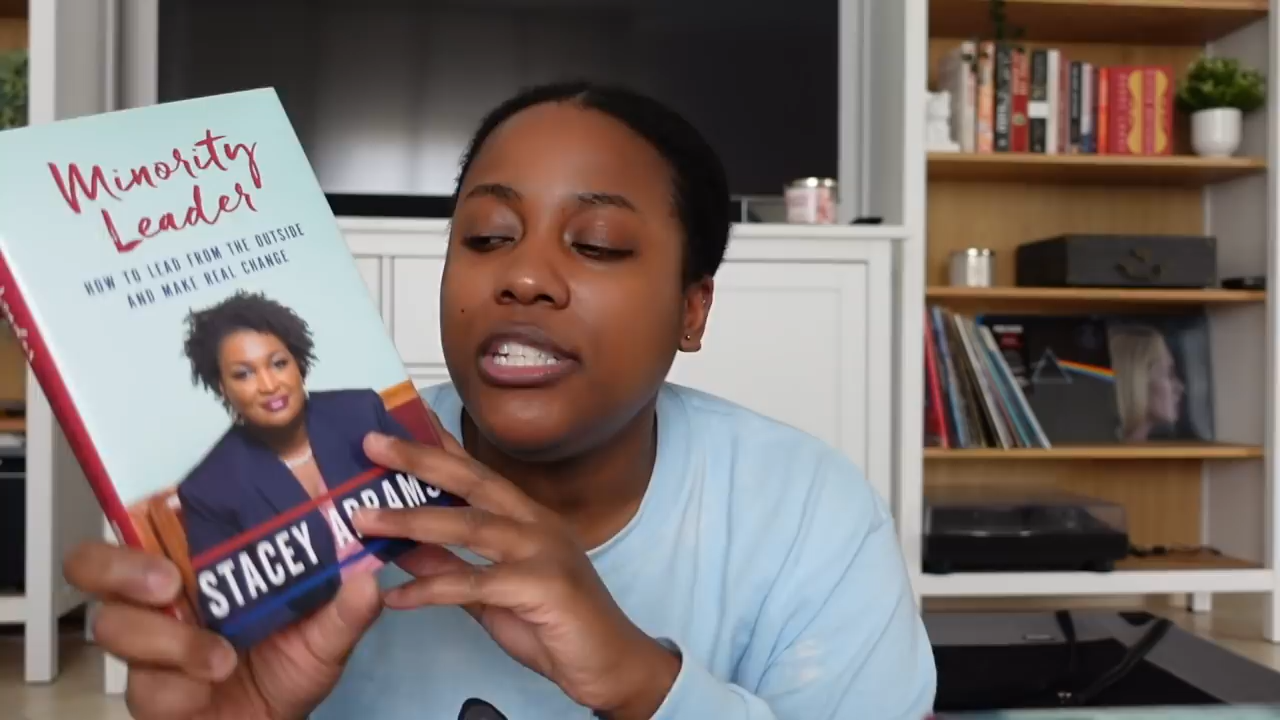 Minority
Leader
HOW TO LEAD FROM THE OUTSIDE
AND MAKE REAL CHANGE
STACEY ABRAMS